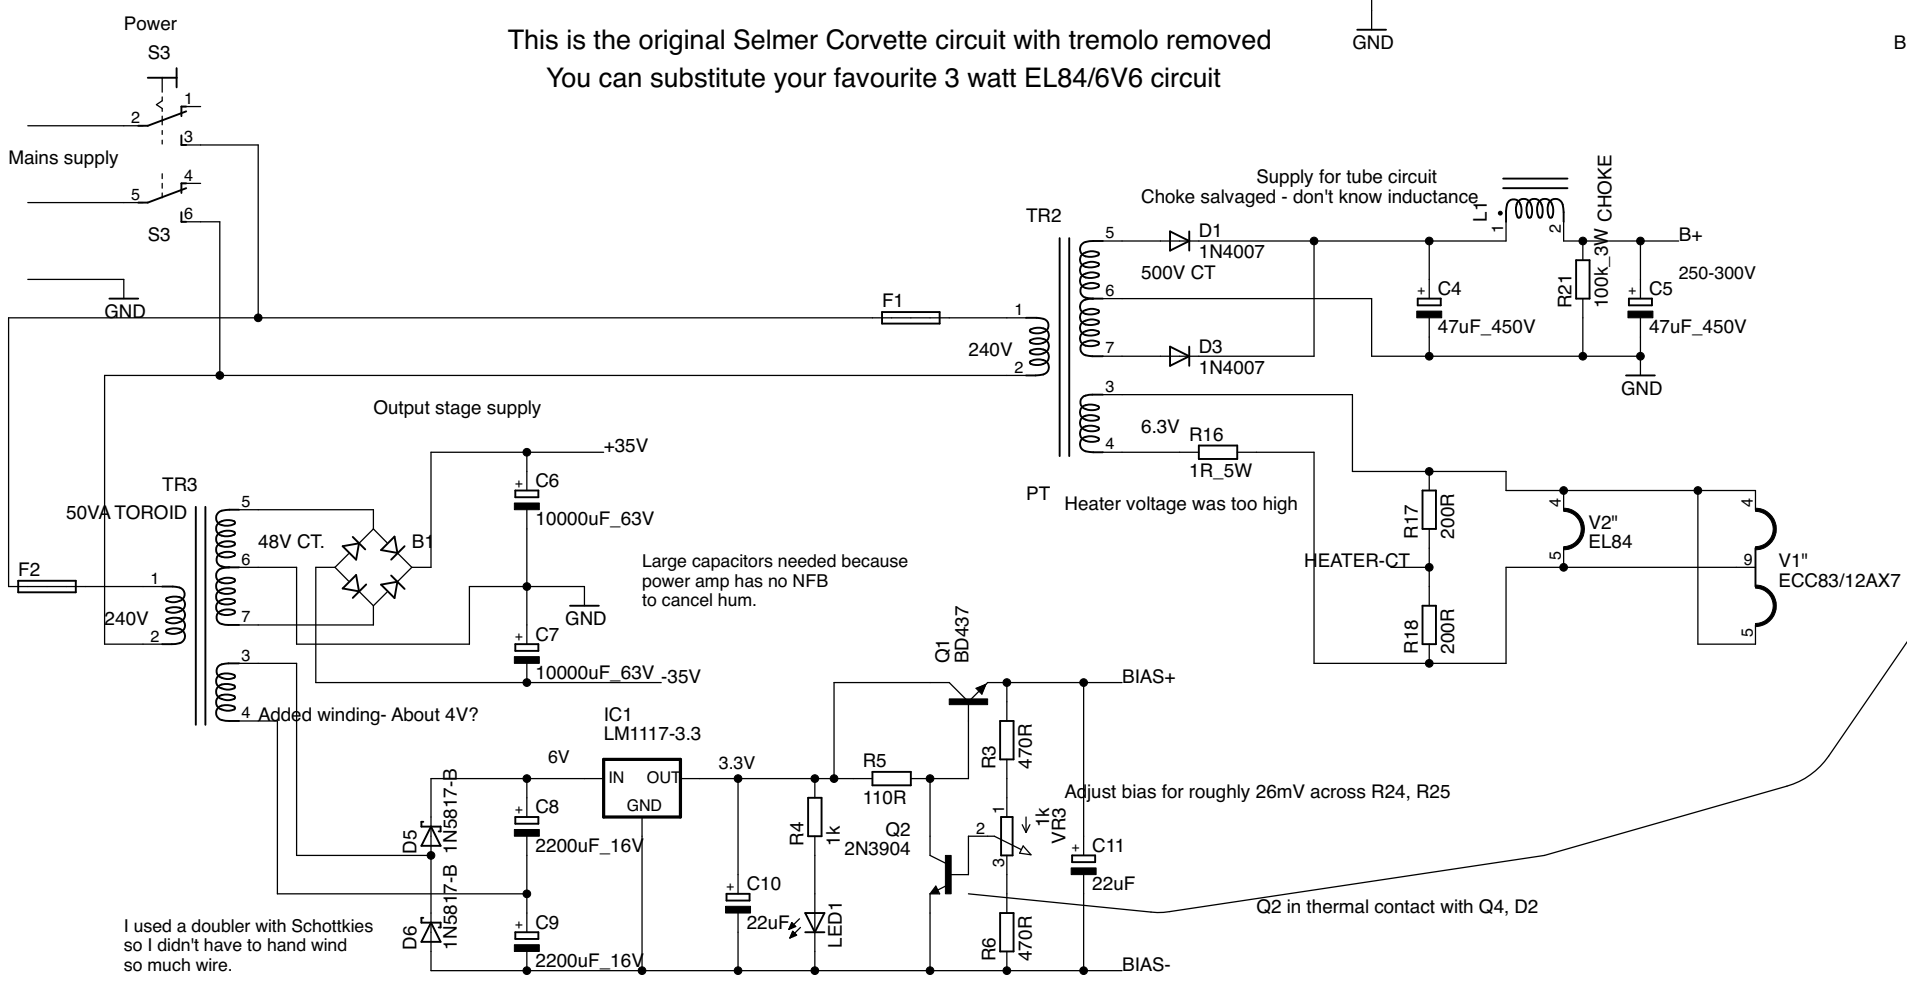 Power
S3
This is the original Selmer Corvette circuit with tremolo removed
You can substitute your favourite 3 watt EL84/6V6 circuit
GND
B
1
2
3
Mains supply
4
5
6
S3
GND
Supply for tube circuit
Choke salvaged - don't know inductance
L1
1
2
CHOKE
TR2
5
D1
1N4007
500V CT
6
7
D3
1N4007
B+
250-300V
C4
+
47uF_450V
R21
100k_3W
C5
+
47uF_450V
GND
F1
1
240V
2
3
6.3V
4
R16
1R_5W
PT
Heater voltage was too high
R17
200R
HEATER-CT
R18
200R
4
V2"
EL84
5
4
9
V1"
ECC83/12AX7
5
Output stage supply
+35V
TR3
50VA TOROID
5
48V CT.
6
7
B1
C6
+
10000uF_63V
GND
C7
+
10000uF_63V
-35V
Large capacitors needed because
power amp has no NFB
to cancel hum.
F2
1
240V
2
3
4
Added winding- About 4V?
IC1
LM1117-3.3
6V
IN
OUT
GND
3.3V
D5
1N5817-B
D6
1N5817-B
C8
+
2200uF_16V
C9
+
2200uF_16V
C10
+
22uF
R4
1k
LED1
R5
110R
Q1
BD437
Q2
2N3904
R3
470R
1
2
3
1k
VR3
R6
470R
C11
+
22uF
BIAS+
BIAS-
Adjust bias for roughly 26mV across R24, R25
Q2 in thermal contact with Q4, D2
I used a doubler with Schottkies
so I didn't have to hand wind
so much wire.